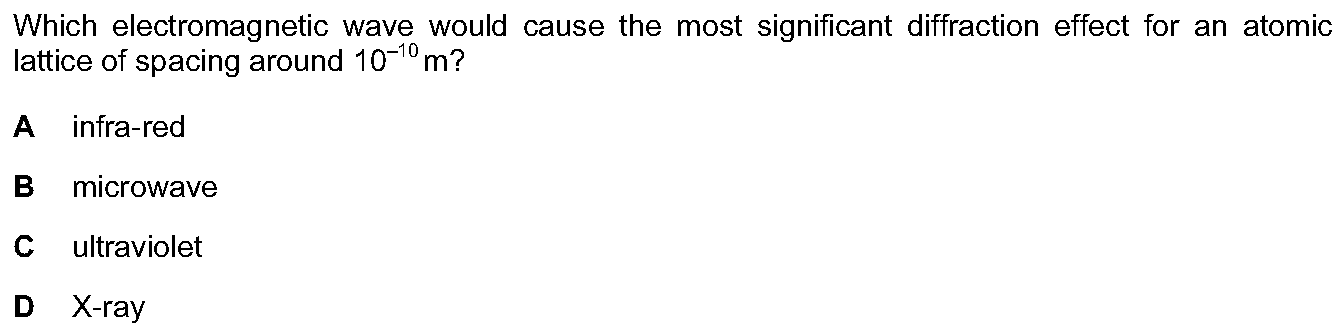 Which electromagnetic wave would cause the most significant diffraction effect for an atomic
lattice of spacing around 10⁻¹⁰ m?
A infra-red
B microwave
C ultraviolet
D X-ray